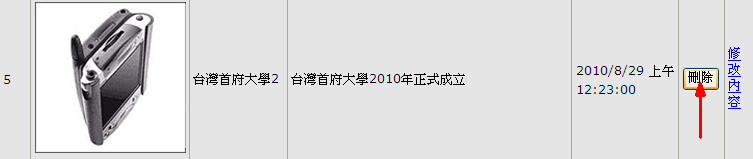 5
台灣首府大學2
台灣首府大學2010年正式成立
2010/8/29 上午
12:23:00
刪除
修改內容